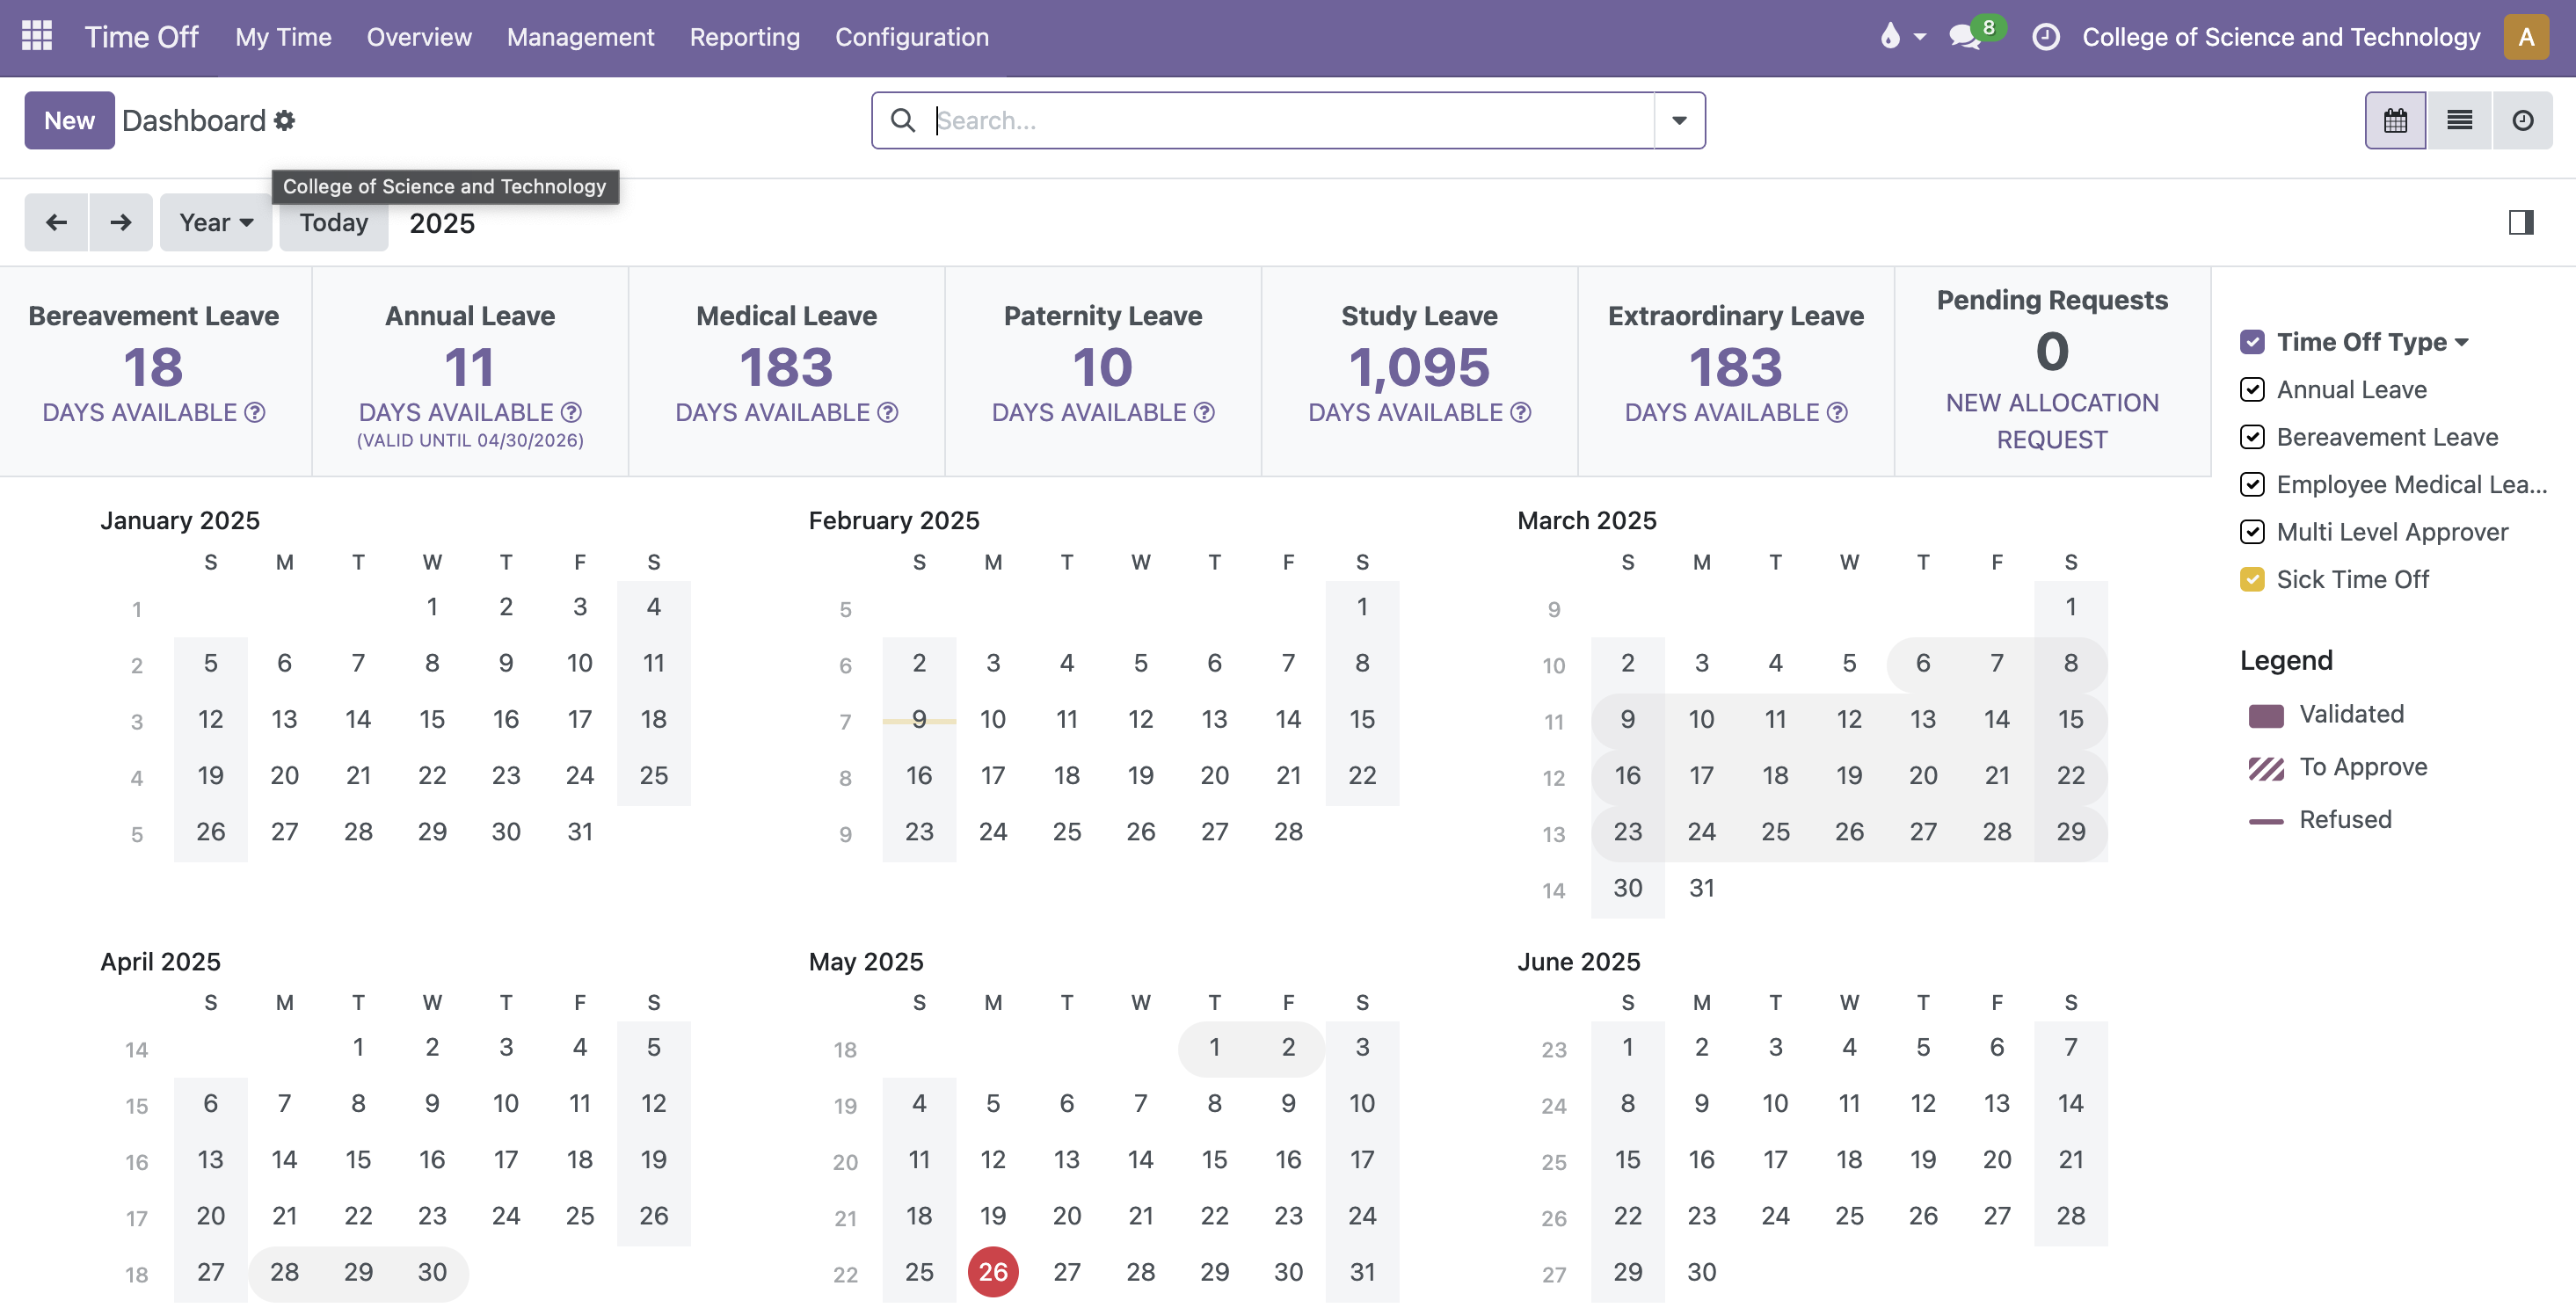 Time Off My Time Overview Management Reporting Configuration 8 College of Science and Technology A
New Dashboard Search...
College of Science and Technology
Year Today 2025
Bereavement Leave
18
DAYS AVAILABLE ?
Annual Leave
11
DAYS AVAILABLE ?
(VALID UNTIL 04/30/2026)
Medical Leave
183
DAYS AVAILABLE ?
Paternity Leave
10
DAYS AVAILABLE ?
Study Leave
1,095
DAYS AVAILABLE ?
Extraordinary Leave
183
DAYS AVAILABLE ?
Pending Requests
0
NEW ALLOCATION
REQUEST
January 2025
S M T W T F S
1 1 2 3 4
2 5 6 7 8 9 10 11
3 12 13 14 15 16 17 18
4 19 20 21 22 23 24 25
5 26 27 28 29 30 31
February 2025
S M T W T F S
5 1
6 2 3 4 5 6 7 8
7 9 10 11 12 13 14 15
8 16 17 18 19 20 21 22
9 23 24 25 26 27 28
March 2025
S M T W T F S
9 1
10 2 3 4 5 6 7 8
11 9 10 11 12 13 14 15
12 16 17 18 19 20 21 22
13 23 24 25 26 27 28 29
14 30 31
April 2025
S M T W T F S
14 1 2 3 4 5
15 6 7 8 9 10 11 12
16 13 14 15 16 17 18 19
17 20 21 22 23 24 25 26
18 27 28 29 30
May 2025
S M T W T F S
18 1 2 3
19 4 5 6 7 8 9 10
20 11 12 13 14 15 16 17
21 18 19 20 21 22 23 24
22 25 26 27 28 29 30 31
June 2025
S M T W T F S
23 1 2 3 4 5 6 7
24 8 9 10 11 12 13 14
25 15 16 17 18 19 20 21
26 22 23 24 25 26 27 28
27 29 30
Time Off Type
Annual Leave
Bereavement Leave
Employee Medical Lea...
Multi Level Approver
Sick Time Off
Legend
Validated
To Approve
Refused